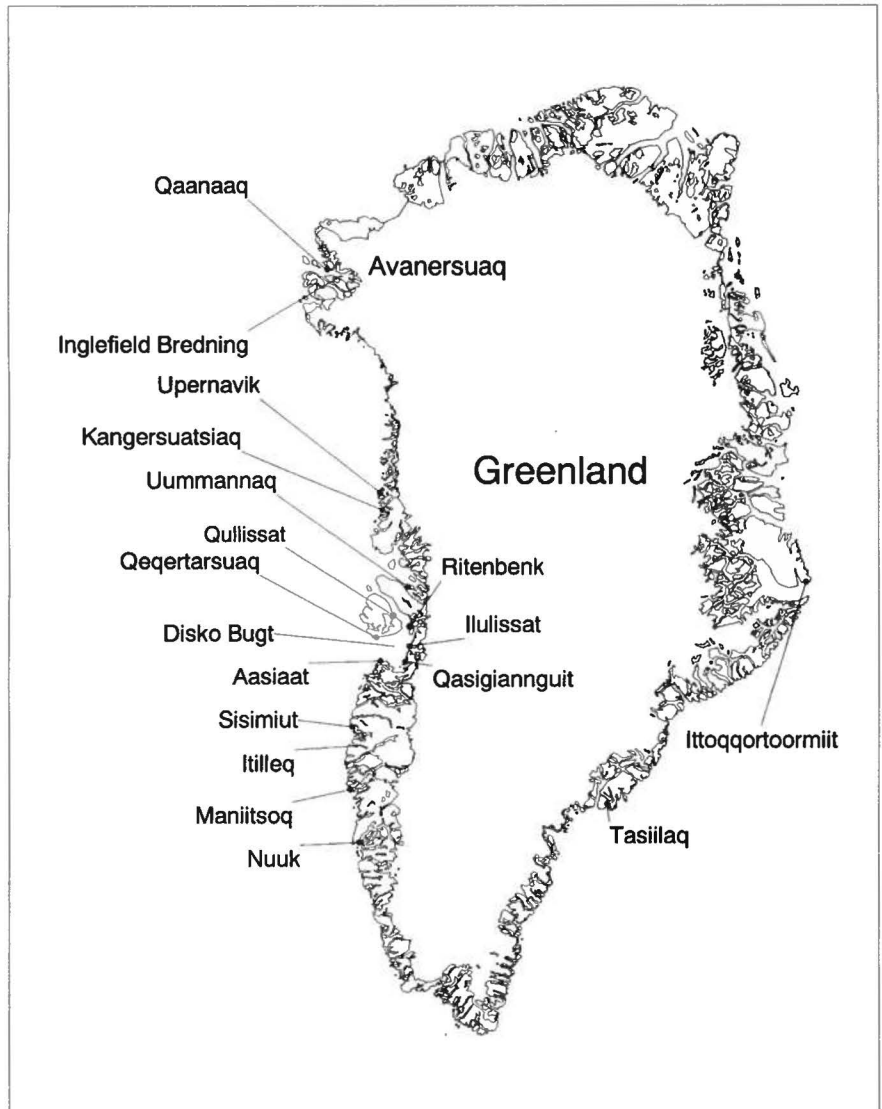 Qaanaaq
Avanersuaq
Inglefield Bredning
Upernavik
Kangersuatsiaq
Greenland
Uummannaq
Qullissat
Qeqertarsuaq
Ritenbenk
Disko Bugt
Ilulissat
Aasiaat
Qasigiannguit
Sisimiut
Ittoqqortoormiit
Itilleq
Maniitsoq
Tasiilaq
Nuuk